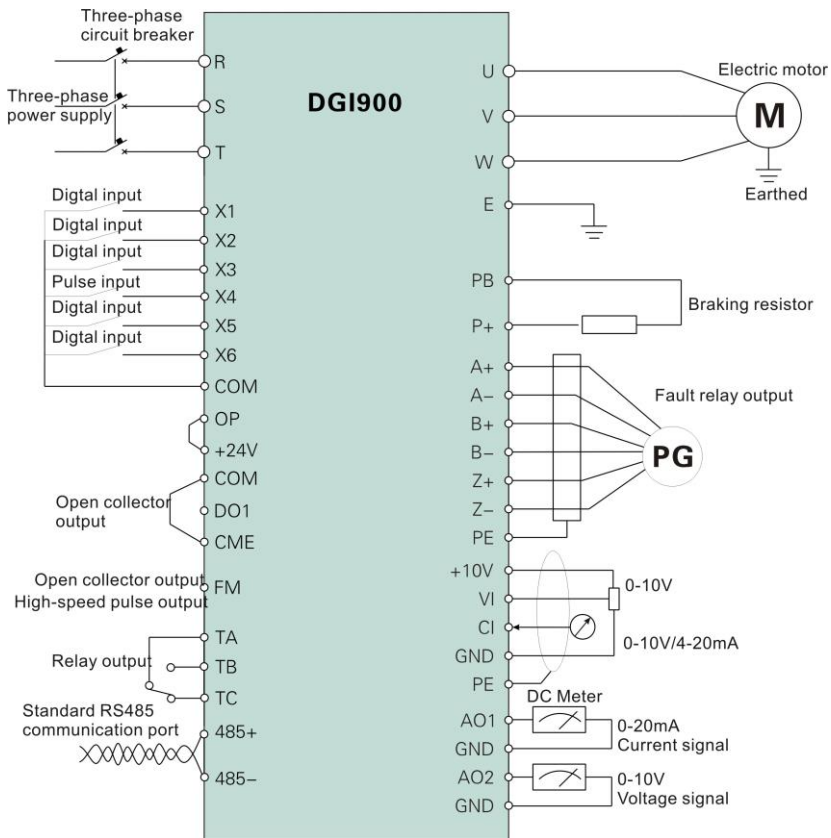 Three-phase
circuit breaker
Three-phase
power supply
R
S
T
DGI900
U
V
W
E
Electric motor
M
Earthed
Digtal input
X1
Digtal input
X2
Digtal input
X3
Pulse input
X4
Digtal input
X5
Digtal input
X6
COM
OP
+24V
COM
Open collector
output
DO1
CME
Open collector output
High-speed pulse output
FM
TA
Relay output
TB
TC
Standard RS485
communication port
485+
485−
PB
P+
Braking resistor
A+
A−
B+
B−
Z+
Z−
PE
Fault relay output
PG
+10V
VI
CI
GND
PE
0-10V
0-10V/4-20mA
DC Meter
AO1
GND
0-20mA
Current signal
AO2
GND
0-10V
Voltage signal